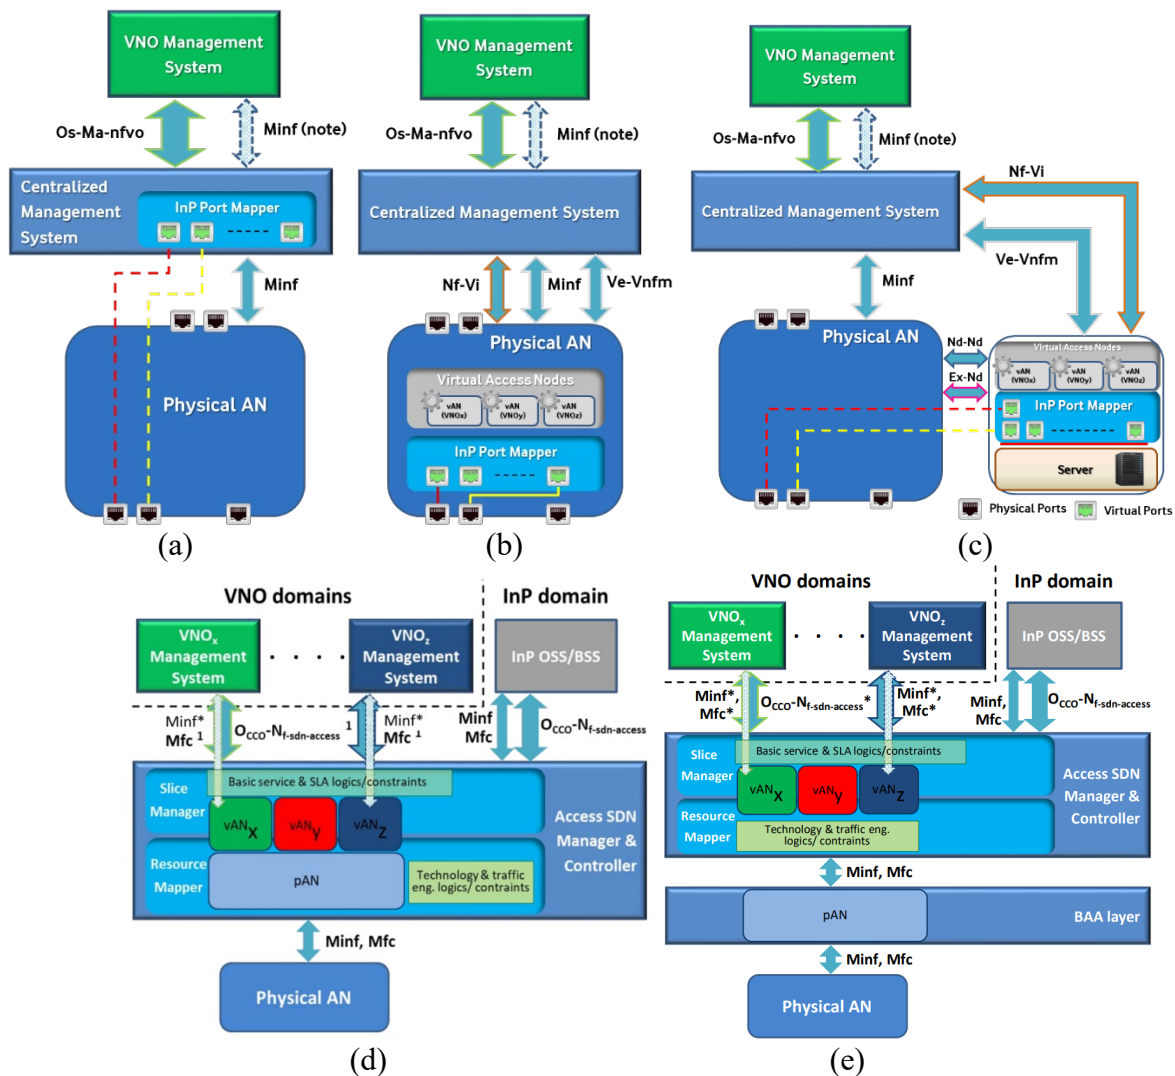 VNO Management
System
Os-Ma-nfvo
Minf (note)
Centralized
Management
System
InP Port Mapper
Minf
Physical AN
(a)
VNO Management
System
Os-Ma-nfvo
Minf (note)
Centralized Management System
Nf-Vi
Minf
Ve-Vnfm
Physical AN
Virtual Access Nodes
vAN
(VNOx)
vAN
(VNOy)
vAN
(VNOz)
InP Port Mapper
(b)
VNO Management
System
Os-Ma-nfvo
Minf (note)
Nf-Vi
Centralized Management System
Ve-Vnfm
Minf
Physical AN
Nd-Nd
Ex-Nd
Virtual Access Nodes
vAN
(VNOx)
vAN
(VNOy)
vAN
(VNOz)
InP Port Mapper
Server
Physical Ports
Virtual Ports
(c)
VNO domains
InP domain
VNOx
Management
System
. . . .
VNOz
Management
System
InP OSS/BSS
Minf*
Mfc 1
OCCO-Nf-sdn-access 1
Minf*
Mfc 1
Minf
Mfc
OCCO-Nf-sdn-access
Slice
Manager
Basic service & SLA logics/constraints
vANX
vANy
vANZ
Access SDN
Manager &
Controller
Resource
Mapper
pAN
Technology & traffic
eng. logics/ contraints
Minf, Mfc
Physical AN
(d)
VNO domains
InP domain
VNOx
Management
System
. . . .
VNOz
Management
System
InP OSS/BSS
Minf*,
Mfc*
OCCO-Nf-sdn-access*
Minf*,
Mfc*
Minf,
Mfc
OCCO-Nf-sdn-access
Slice
Manager
Basic service & SLA logics/constraints
vANX
vANy
vANZ
Access SDN
Manager &
Controller
Resource
Mapper
Technology & traffic eng.
logics/ constraints
Minf, Mfc
pAN
BAA layer
Minf, Mfc
Physical AN
(e)